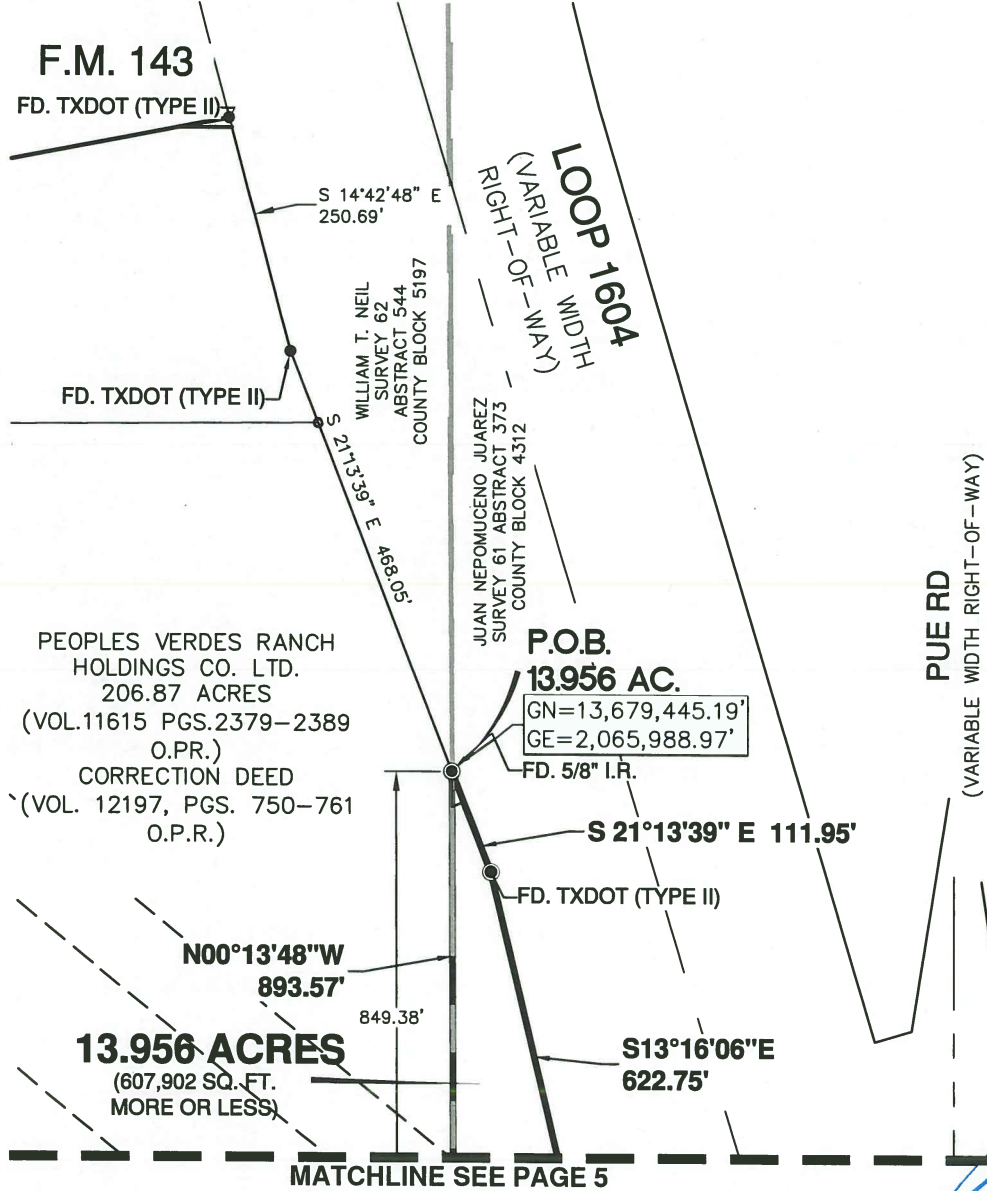 F.M. 143
FD. TXDOT (TYPE II)
S 14°42'48" E
250.69'
LOOP 1604
(VARIABLE WIDTH
RIGHT-OF-WAY)
WILLIAM T. NEIL
SURVEY 62
ABSTRACT 544
COUNTY BLOCK 5197
FD. TXDOT (TYPE II)
S 21°13'39" E 468.05'
JUAN NEPOMUCENO JUAREZ
SURVEY 61 ABSTRACT 373
COUNTY BLOCK 4312
PUE RD
(VARIABLE WIDTH RIGHT-OF-WAY)
PEOPLES VERDES RANCH
HOLDINGS CO. LTD.
206.87 ACRES
(VOL.11615 PGS.2379-2389
O.PR.)
CORRECTION DEED
(VOL. 12197, PGS. 750-761
O.P.R.)
P.O.B.
13.956 AC.
GN=13,679,445.19'
GE=2,065,988.97'
FD. 5/8" I.R.
S 21°13'39" E 111.95'
FD. TXDOT (TYPE II)
N00°13'48"W
893.57'
849.38'
13.956 ACRES
(607,902 SQ. FT.
MORE OR LESS)
S13°16'06"E
622.75'
MATCHLINE SEE PAGE 5